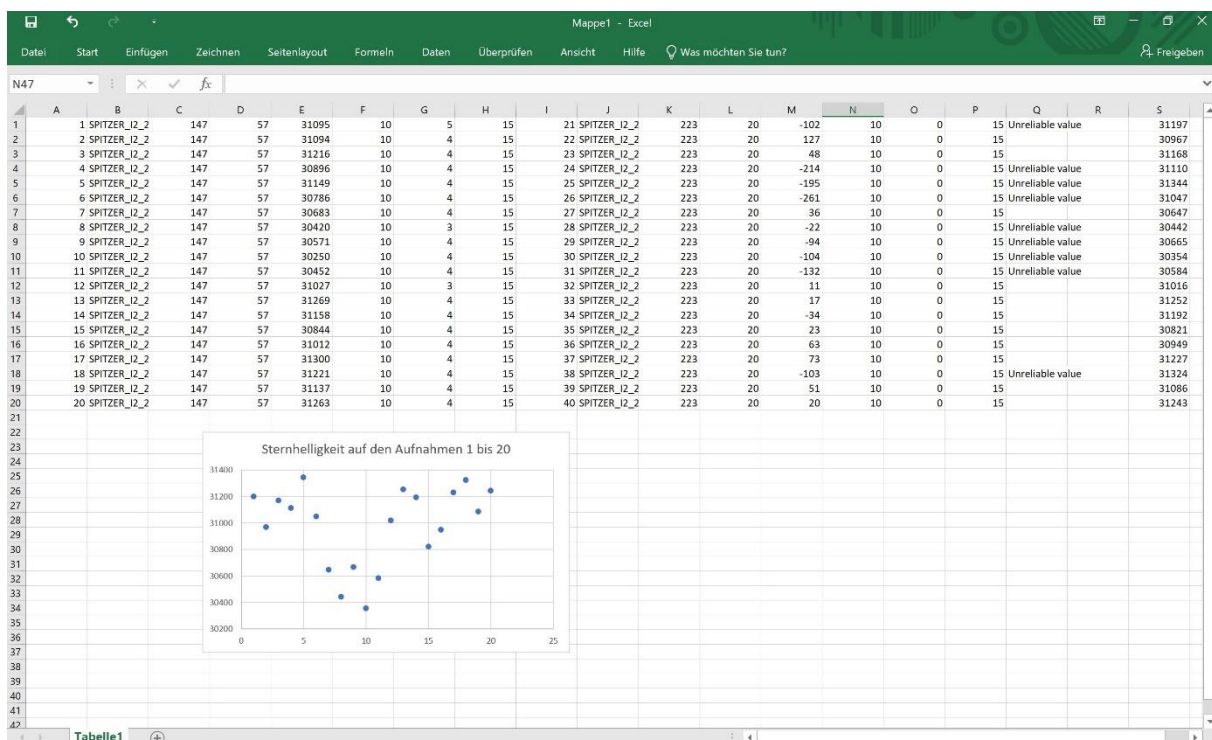 Mappe1 - Excel
Datei Start Einfügen Zeichnen Seitenlayout Formeln Daten Überprüfen Ansicht Hilfe Was möchten Sie tun? Freigeben
N47 fx
A B C D E F G H I J K L M N O P Q R S
1 1 SPITZER_I2_2 147 57 31095 10 5 15 21 SPITZER_I2_2 223 20 -102 10 0 15 Unreliable value 31197
2 2 SPITZER_I2_2 147 57 31094 10 4 15 22 SPITZER_I2_2 223 20 127 10 0 15 30967
3 3 SPITZER_I2_2 147 57 31216 10 4 15 23 SPITZER_I2_2 223 20 48 10 0 15 31168
4 4 SPITZER_I2_2 147 57 30896 10 4 15 24 SPITZER_I2_2 223 20 -214 10 0 15 Unreliable value 31110
5 5 SPITZER_I2_2 147 57 31149 10 4 15 25 SPITZER_I2_2 223 20 -195 10 0 15 Unreliable value 31344
6 6 SPITZER_I2_2 147 57 30786 10 4 15 26 SPITZER_I2_2 223 20 -261 10 0 15 Unreliable value 31047
7 7 SPITZER_I2_2 147 57 30683 10 4 15 27 SPITZER_I2_2 223 20 36 10 0 15 30647
8 8 SPITZER_I2_2 147 57 30420 10 3 15 28 SPITZER_I2_2 223 20 -22 10 0 15 Unreliable value 30442
9 9 SPITZER_I2_2 147 57 30571 10 4 15 29 SPITZER_I2_2 223 20 -94 10 0 15 Unreliable value 30665
10 10 SPITZER_I2_2 147 57 30250 10 4 15 30 SPITZER_I2_2 223 20 -104 10 0 15 Unreliable value 30354
11 11 SPITZER_I2_2 147 57 30452 10 4 15 31 SPITZER_I2_2 223 20 -132 10 0 15 Unreliable value 30584
12 12 SPITZER_I2_2 147 57 31027 10 3 15 32 SPITZER_I2_2 223 20 11 10 0 15 31016
13 13 SPITZER_I2_2 147 57 31269 10 4 15 33 SPITZER_I2_2 223 20 17 10 0 15 31252
14 14 SPITZER_I2_2 147 57 31158 10 4 15 34 SPITZER_I2_2 223 20 -34 10 0 15 31192
15 15 SPITZER_I2_2 147 57 30844 10 4 15 35 SPITZER_I2_2 223 20 23 10 0 15 30821
16 16 SPITZER_I2_2 147 57 31012 10 4 15 36 SPITZER_I2_2 223 20 63 10 0 15 30949
17 17 SPITZER_I2_2 147 57 31300 10 4 15 37 SPITZER_I2_2 223 20 73 10 0 15 31227
18 18 SPITZER_I2_2 147 57 31221 10 4 15 38 SPITZER_I2_2 223 20 -103 10 0 15 Unreliable value 31324
19 19 SPITZER_I2_2 147 57 31137 10 4 15 39 SPITZER_I2_2 223 20 51 10 0 15 31086
20 20 SPITZER_I2_2 147 57 31263 10 4 15 40 SPITZER_I2_2 223 20 20 10 0 15 31243
21
22
23
24
25
26
27
28
29
30
31
32
33
34
35
36
37
38
39
40
41
42
Sternhelligkeit auf den Aufnahmen 1 bis 20
31400
31200
31000
30800
30600
30400
30200
0 5 10 15 20 25
Tabelle1